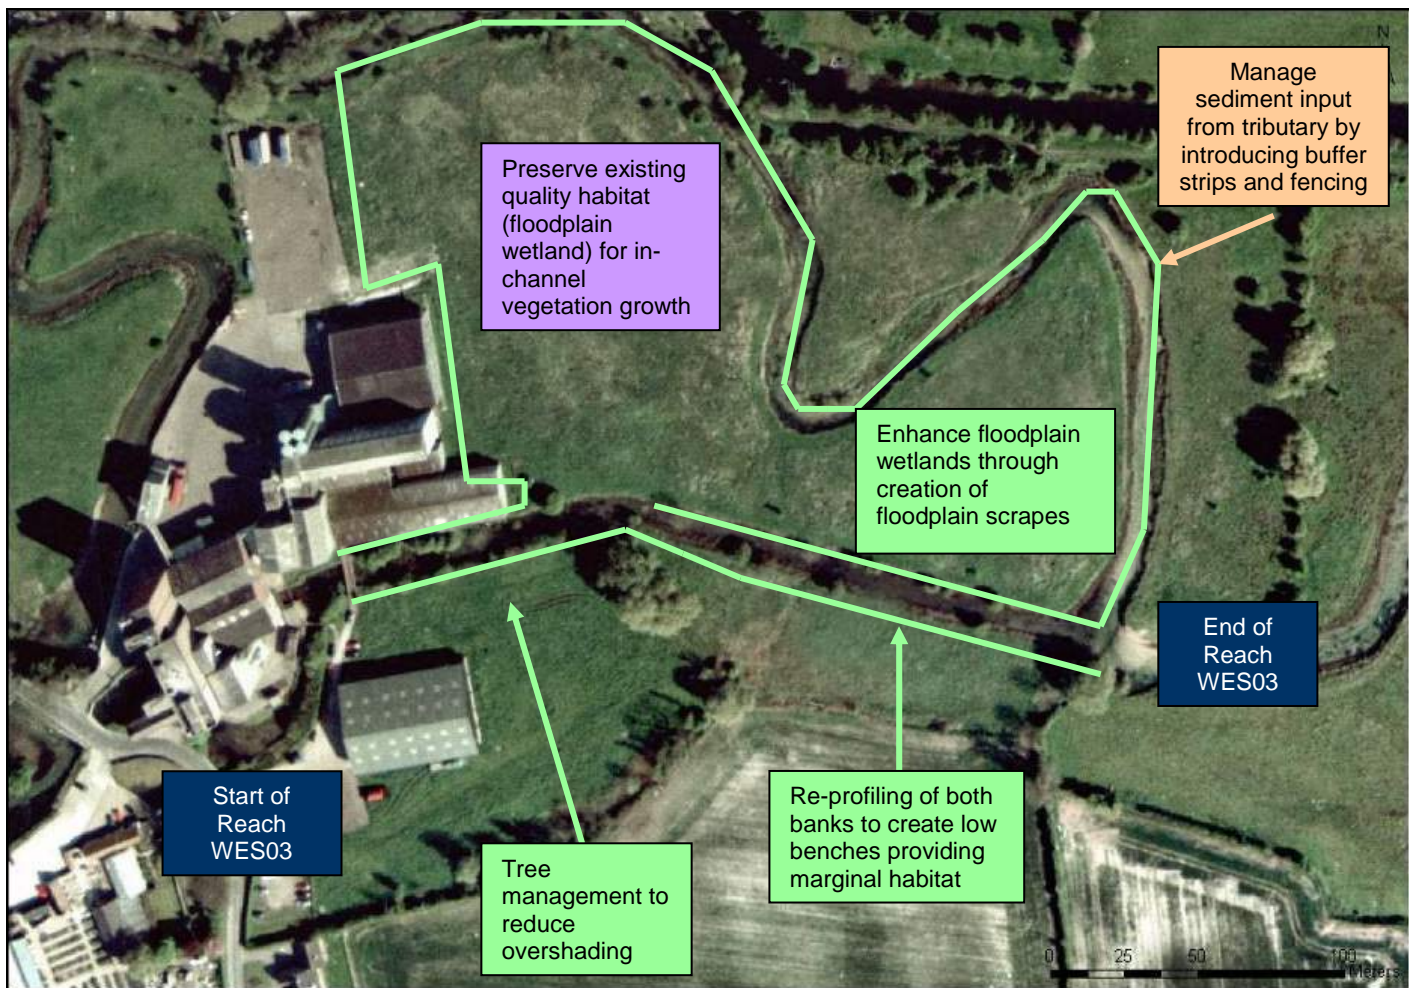 N
Manage
sediment input
from tributary by
introducing buffer
strips and fencing
Preserve existing
quality habitat
(floodplain
wetland) for in-
channel
vegetation growth
Enhance floodplain
wetlands through
creation of
floodplain scrapes
End of
Reach
WES03
Start of
Reach
WES03
Tree
management to
reduce
overshading
Re-profiling of both
banks to create low
benches providing
marginal habitat
0 25 50 100
Meters